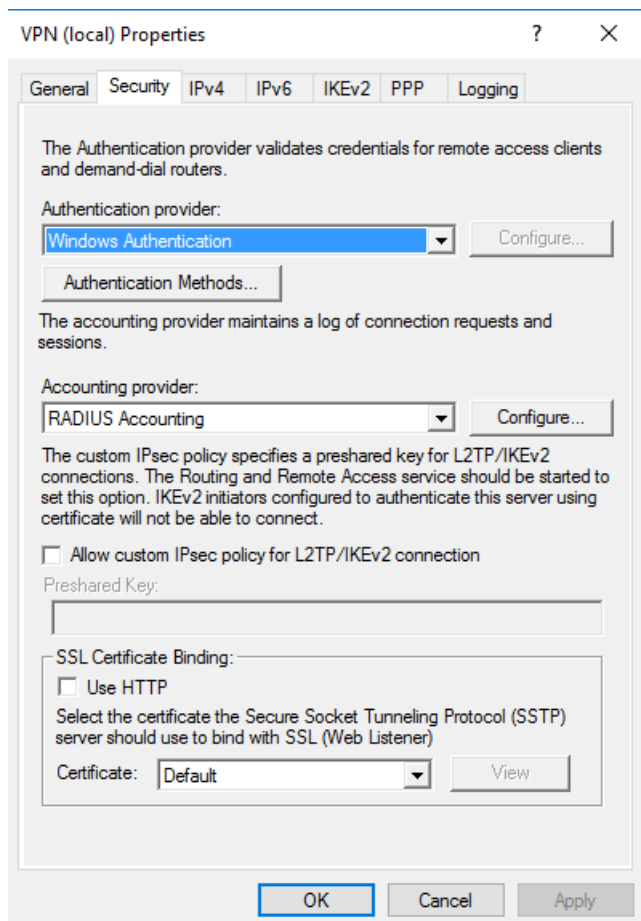 VPN (local) Properties ?
General Security IPv4 IPv6 IKEv2 PPP Logging
The Authentication provider validates credentials for remote access clients
and demand-dial routers.
Authentication provider:
Windows Authentication Configure...
Authentication Methods...
The accounting provider maintains a log of connection requests and
sessions.
Accounting provider:
RADIUS Accounting Configure...
The custom IPsec policy specifies a preshared key for L2TP/IKEv2
connections. The Routing and Remote Access service should be started to
set this option. IKEv2 initiators configured to authenticate this server using
certificate will not be able to connect.
Allow custom IPsec policy for L2TP/IKEv2 connection
Preshared Key:
SSL Certificate Binding:
Use HTTP
Select the certificate the Secure Socket Tunneling Protocol (SSTP)
server should use to bind with SSL (Web Listener)
Certificate: Default View
OK Cancel Apply